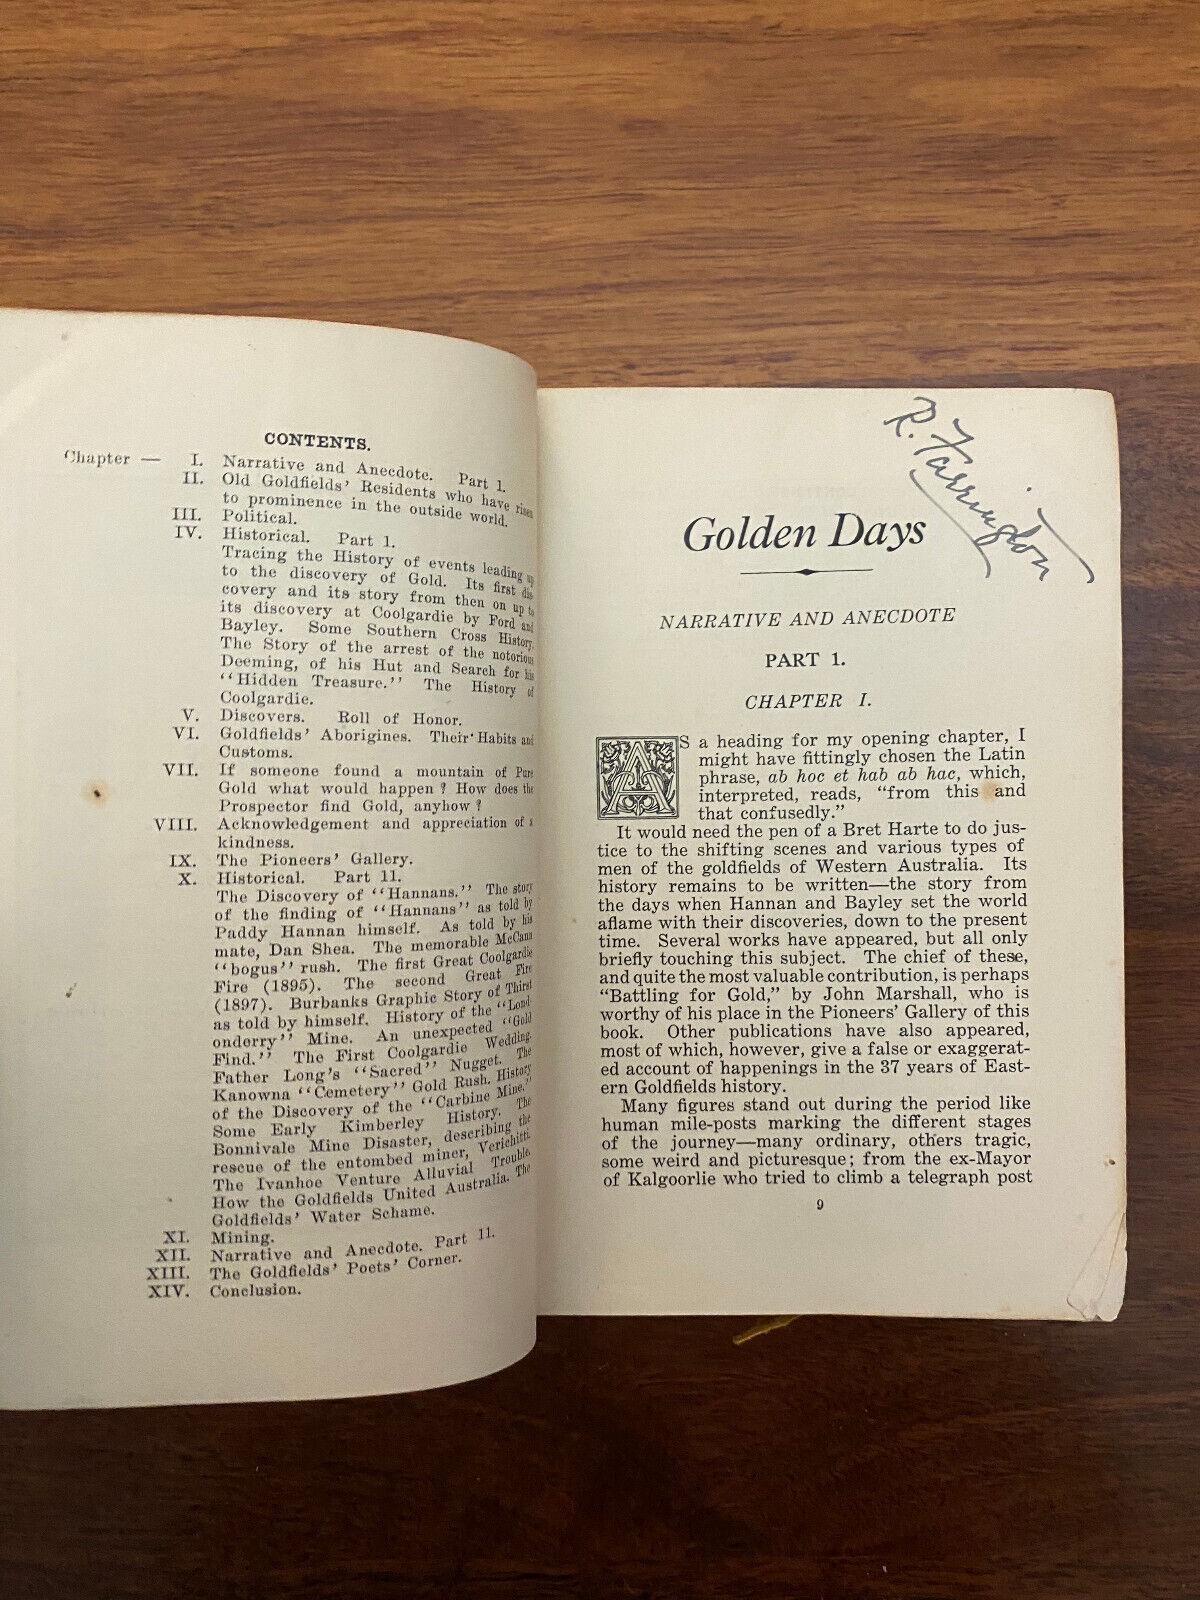 CONTENTS.
Chapter — I. Narrative and Anecdote. Part 1.
II. Old Goldfields' Residents who have risen
to prominence in the outside world.
III. Political.
IV. Historical. Part 1.
Tracing the History of events leading up
to the discovery of Gold. Its first dis-
covery and its story from then on up to
its discovery at Coolgardie by Ford and
Bayley. Some Southern Cross History.
The Story of the arrest of the notorious
Deeming, of his Hut and Search for his
"Hidden Treasure." The History of
Coolgardie.
V. Discovers. Roll of Honor.
VI. Goldfields' Aborigines. Their Habits and
Customs.
VII. If someone found a mountain of Pure
Gold what would happen? How does the
Prospector find Gold, anyhow?
VIII. Acknowledgement and appreciation of a
kindness.
IX. The Pioneers' Gallery.
X. Historical. Part 11.
The Discovery of "Hannans." The story
of the finding of "Hannans" as told by
Paddy Hannan himself. As told by his
mate, Dan Shea. The memorable McCann
"bogus" rush. The first Great Coolgardie
Fire (1895). The second Great Fire
(1897). Burbanks Graphic Story of Thirst
as told by himself. History of the "Lond-
onderry" Mine. An unexpected "Gold
Find." The First Coolgardie Wedding.
Father Long's "Sacred" Nugget. The
Kanowna "Cemetery" Gold Rush. History
of the Discovery of the "Carbine Mine."
Some Early Kimberley History. The
Bonnivale Mine Disaster, describing the
rescue of the entombed miner, Verichitti.
The Ivanhoe Venture Alluvial Trouble.
How the Goldfields United Australia. The
Goldfields' Water Schame.
XI. Mining.
XII. Narrative and Anecdote. Part 11.
XIII. The Goldfields' Poets' Corner.
XIV. Conclusion.
R. Farrington
Golden Days
NARRATIVE AND ANECDOTE
PART 1.
CHAPTER I.
AS a heading for my opening chapter, I
might have fittingly chosen the Latin
phrase, ab hoc et hab ab hac, which,
interpreted, reads, "from this and
that confusedly."
It would need the pen of a Bret Harte to do jus-
tice to the shifting scenes and various types of
men of the goldfields of Western Australia. Its
history remains to be written—the story from
the days when Hannan and Bayley set the world
aflame with their discoveries, down to the present
time. Several works have appeared, but all only
briefly touching this subject. The chief of these,
and quite the most valuable contribution, is perhaps
"Battling for Gold," by John Marshall, who is
worthy of his place in the Pioneers' Gallery of this
book. Other publications have also appeared,
most of which, however, give a false or exaggerat-
ed account of happenings in the 37 years of East-
ern Goldfields history.
Many figures stand out during the period like
human mile-posts marking the different stages
of the journey—many ordinary, others tragic,
some weird and picturesque; from the ex-Mayor
of Kalgoorlie who tried to climb a telegraph post
9